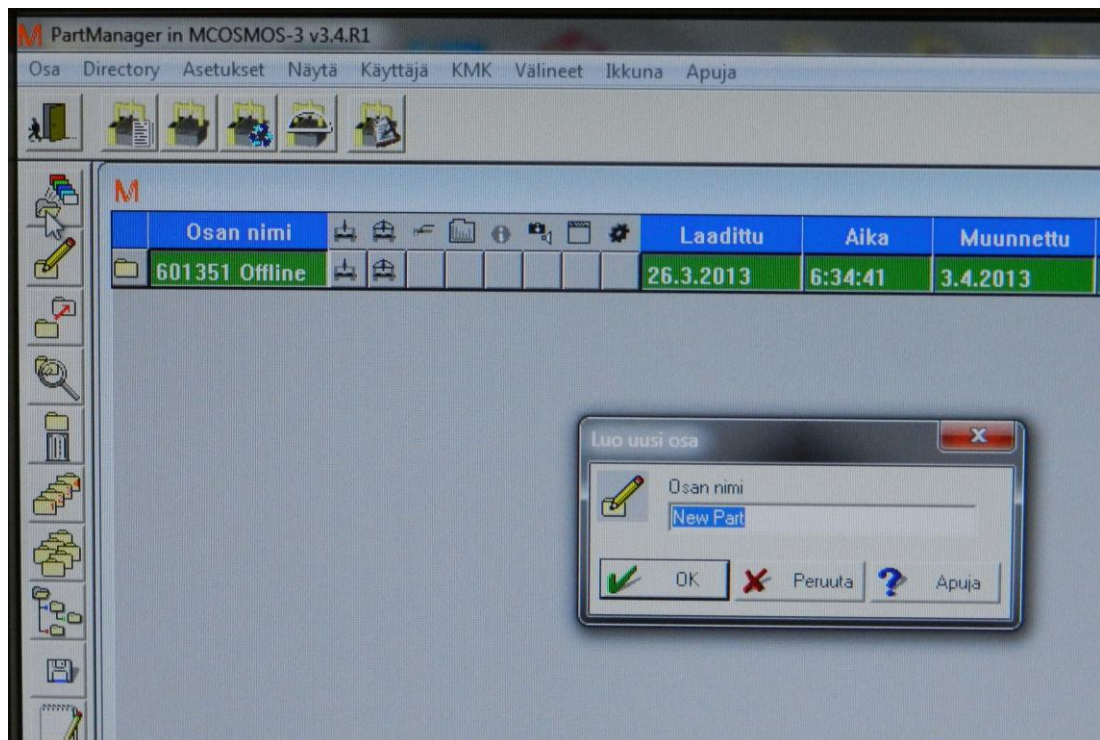 M PartManager in MCOSMOS-3 v3.4.R1
Osa Directory Asetukset Näytä Käyttäjä KMK Välineet Ikkuna Apuja
M
Osan nimi Laadittu Aika Muunnettu
601351 Offline 26.3.2013 6:34:41 3.4.2013
Luo uusi osa
Osan nimi
New Part
OK Peruuta ? Apuja